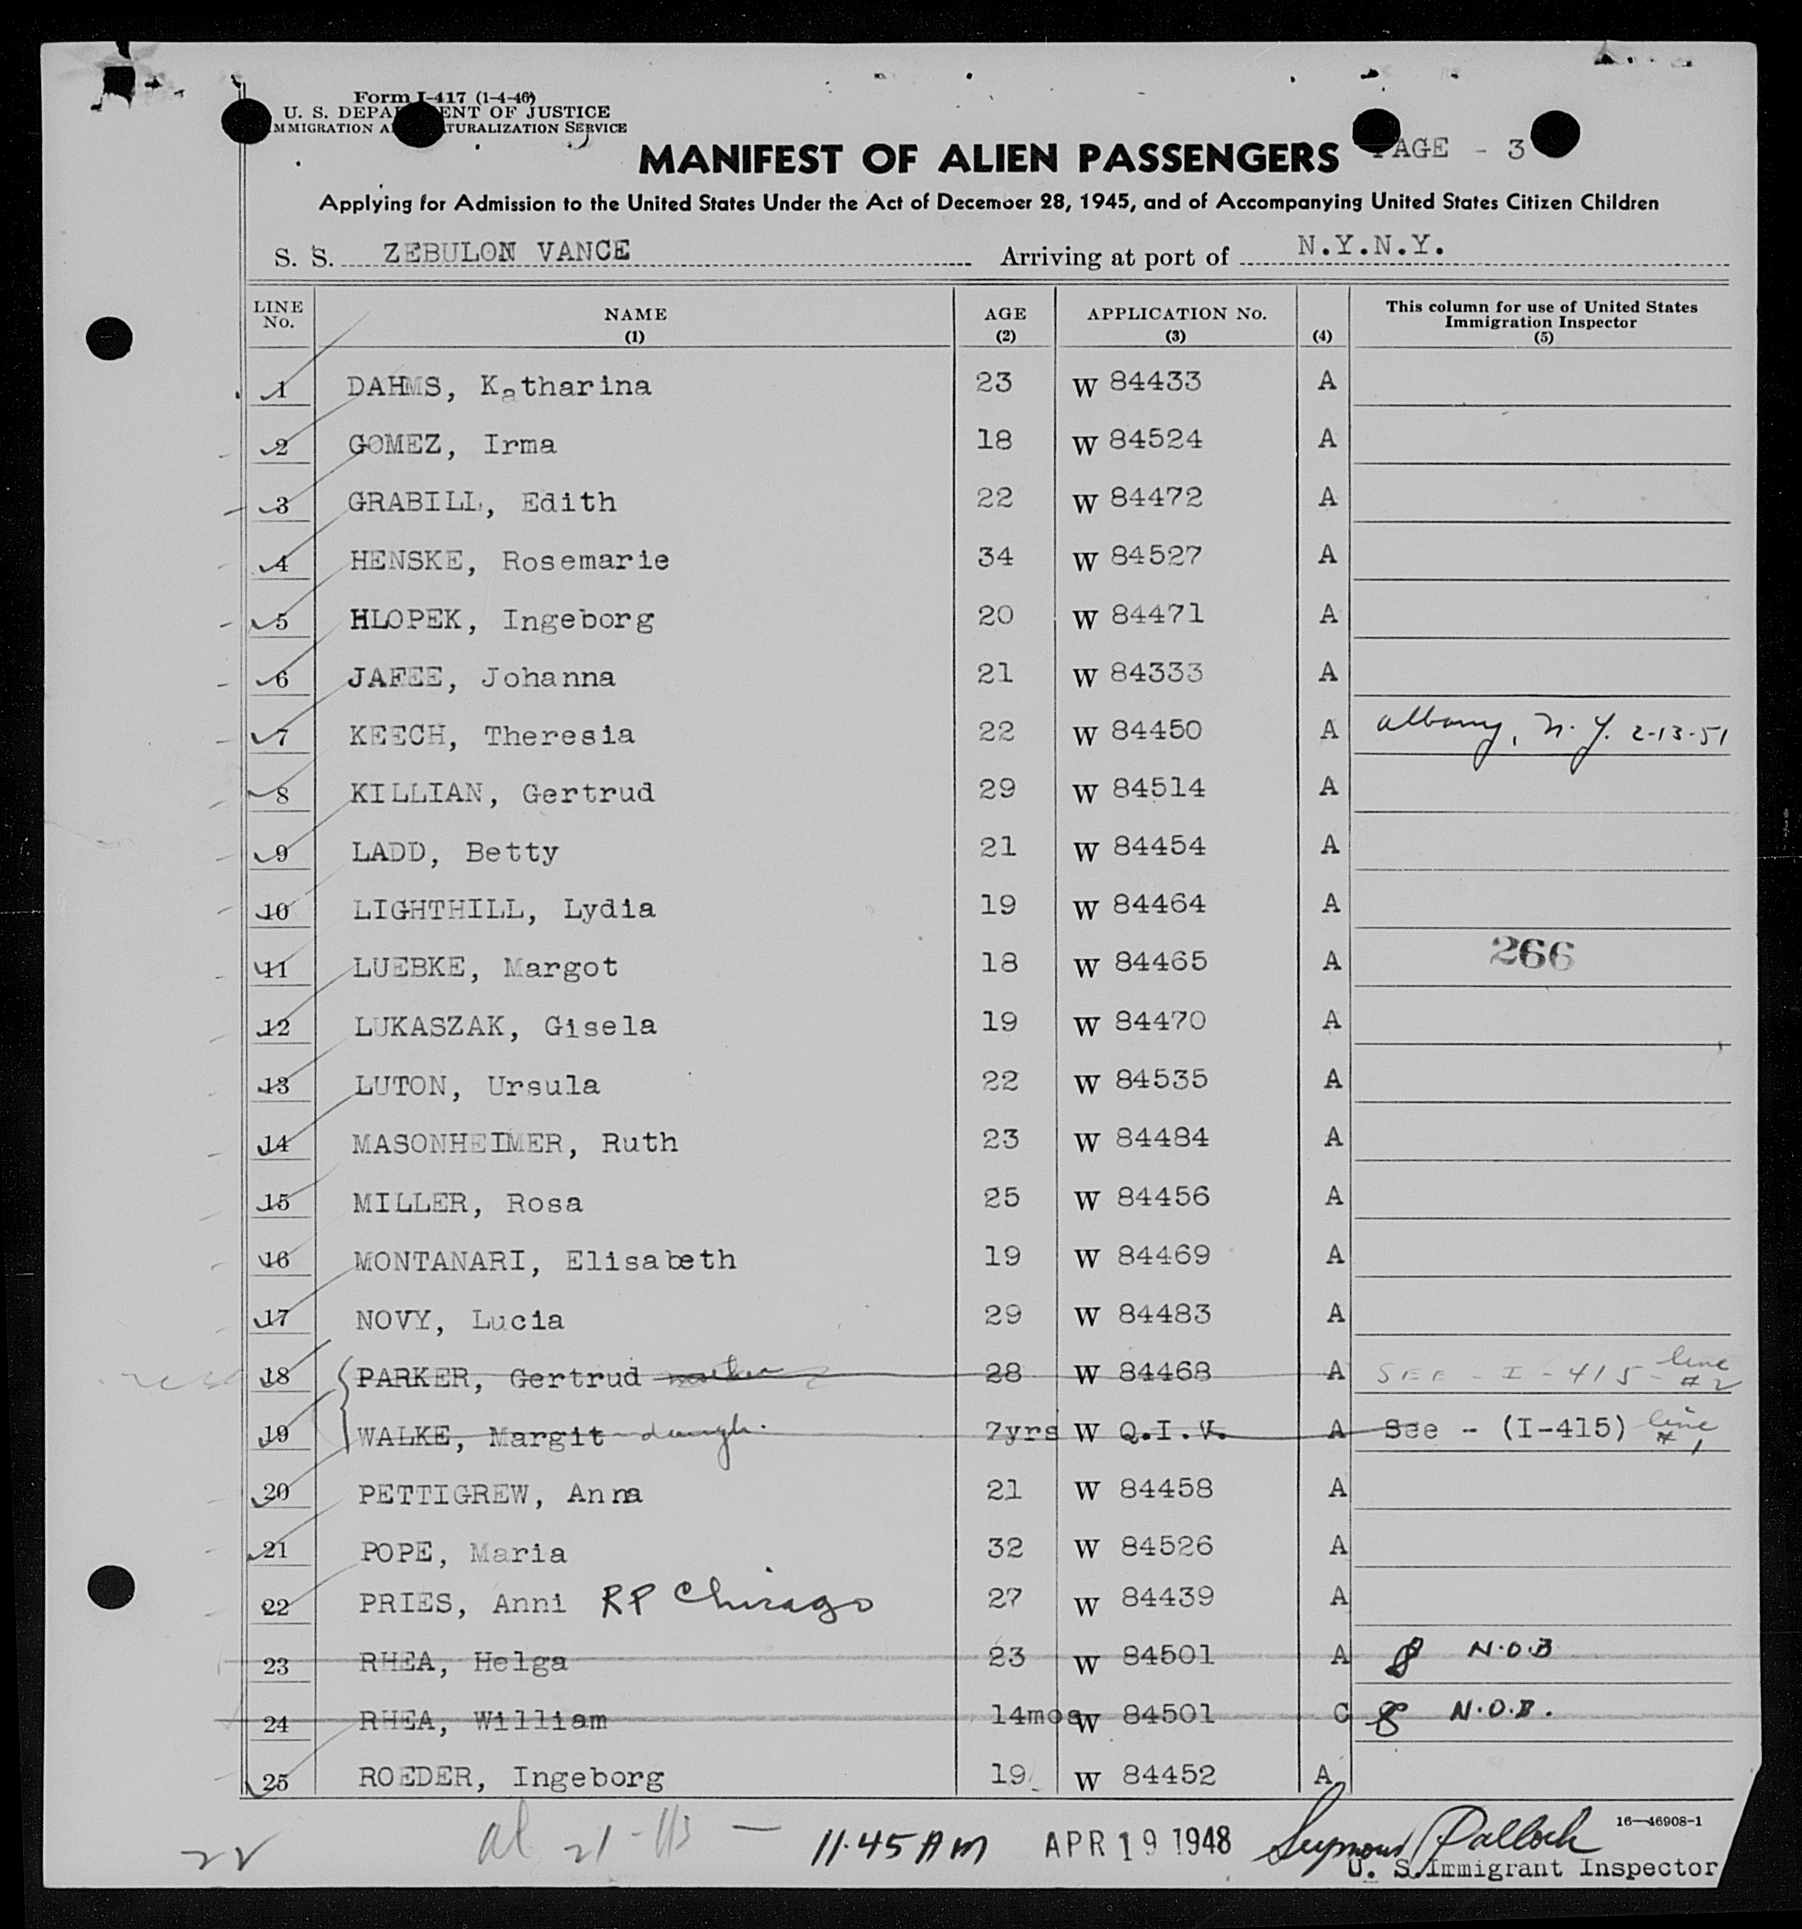 Form I-417 (1-4-46)
U. S. DEPA ENT OF JUSTICE
MMIGRATION A TURALIZATION SERVICE
MANIFEST OF ALIEN PASSENGERS PAGE - 3
Applying for Admission to the United States Under the Act of December 28, 1945, and of Accompanying United States Citizen Children
S. S. ZEBULON VANCE Arriving at port of N.Y.N.Y.
LINE No. NAME (1) AGE (2) APPLICATION No. (3) (4) This column for use of United States Immigration Inspector (5)
1 DAHMS, Katharina 23 W 84433 A
2 GOMEZ, Irma 18 W 84524 A
3 GRABILL, Edith 22 W 84472 A
4 HENSKE, Rosemarie 34 W 84527 A
5 HLOPEK, Ingeborg 20 W 84471 A
6 JAFEE, Johanna 21 W 84333 A
7 KEECH, Theresia 22 W 84450 A Albany, N.Y. 2-13-51
8 KILLIAN, Gertrud 29 W 84514 A
9 LADD, Betty 21 W 84454 A
10 LIGHTHILL, Lydia 19 W 84464 A
11 LUEBKE, Margot 18 W 84465 A 266
12 LUKASZAK, Gisela 19 W 84470 A
13 LUTON, Ursula 22 W 84535 A
14 MASONHEIMER, Ruth 23 W 84484 A
15 MILLER, Rosa 25 W 84456 A
16 MONTANARI, Elisabeth 19 W 84469 A
17 NOVY, Lucia 29 W 84483 A
18 PARKER, Gertrud mother 28 W 84468 A SEE - I - 415 - line #2
19 WALKE, Margit - daugh. 7yrs W Q.I.V. A See - (I-415) line #1
20 PETTIGREW, Anna 21 W 84458 A
21 POPE, Maria 32 W 84526 A
22 PRIES, Anni RP Chicago 27 W 84439 A
23 RHEA, Helga 23 W 84501 A N.O.B
24 RHEA, William 14mos W 84501 C N.O.B.
25 ROEDER, Ingeborg 19 W 84452 A
16—46908-1
11.45 AM APR 19 1948 Seymour Pollock
U. S. Immigrant Inspector